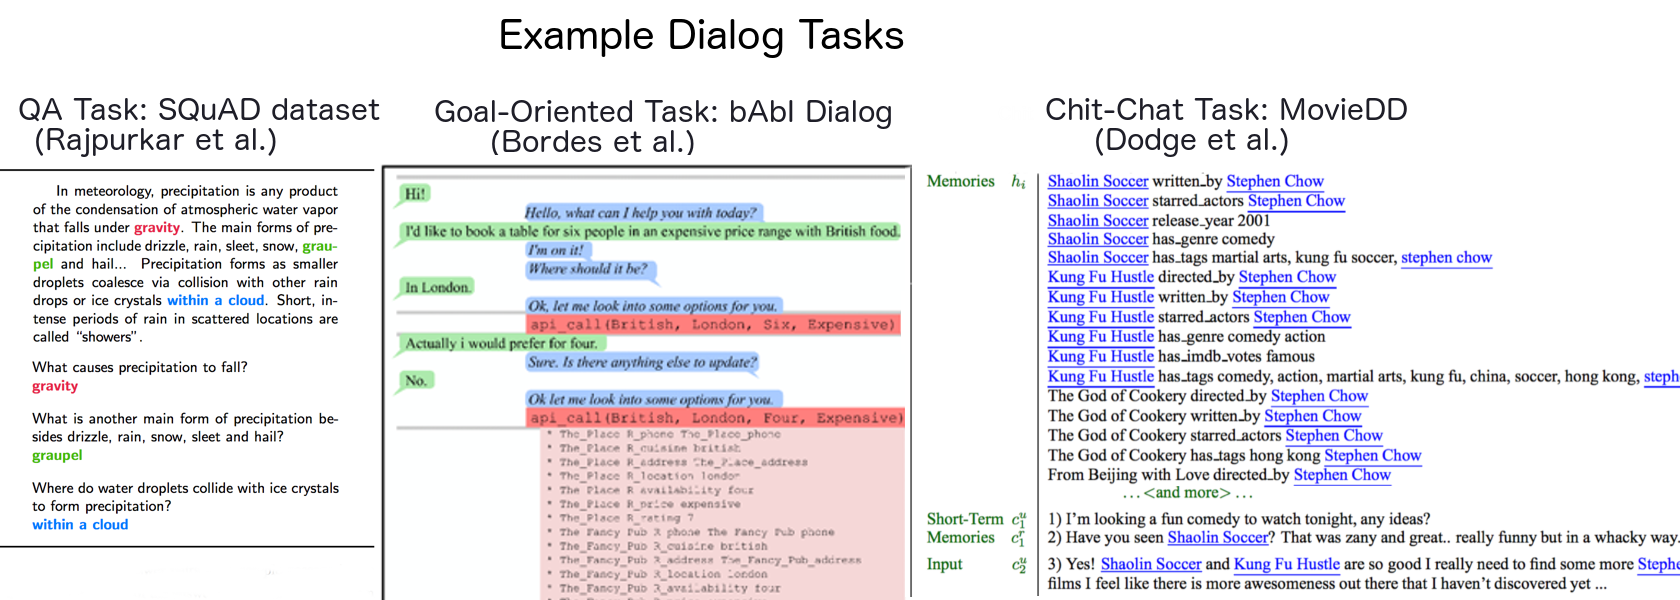 Example Dialog Tasks
QA Task: SQuAD dataset
(Rajpurkar et al.)
In meteorology, precipitation is any product
of the condensation of atmospheric water vapor
that falls under gravity. The main forms of pre-
cipitation include drizzle, rain, sleet, snow, grau-
pel and hail... Precipitation forms as smaller
droplets coalesce via collision with other rain
drops or ice crystals within a cloud. Short, in-
tense periods of rain in scattered locations are
called “showers”.
What causes precipitation to fall?
gravity
What is another main form of precipitation be-
sides drizzle, rain, snow, sleet and hail?
graupel
Where do water droplets collide with ice crystals
to form precipitation?
within a cloud
Goal-Oriented Task: bAbI Dialog
(Bordes et al.)
Hi!
Hello, what can I help you with today?
I'd like to book a table for six people in an expensive price range with British food.
I'm on it!
Where should it be?
In London.
Ok, let me look into some options for you.
api_call(British, London, Six, Expensive)
Actually i would prefer for four.
Sure. Is there anything else to update?
No.
Ok let me look into some options for you.
api_call(British, London, Four, Expensive)
* The_Place R_phone The_Place_phone
* The_Place R_cuisine british
* The_Place R_address The_Place_address
* The_Place R_location london
* The_Place R_availability four
* The_Place R_price expensive
* The_Place R_rating 7
* The_Fancy_Pub R_phone The_Fancy_Pub_phone
* The_Fancy_Pub R_cuisine british
* The_Fancy_Pub R_address The_Fancy_Pub_address
* The_Fancy_Pub R_location london
* The_Fancy_Pub R_availability four
Chit-Chat Task: MovieDD
(Dodge et al.)
Memories hᵢ
Shaolin Soccer written_by Stephen Chow
Shaolin Soccer starred_actors Stephen Chow
Shaolin Soccer release_year 2001
Shaolin Soccer has_genre comedy
Shaolin Soccer has_tags martial arts, kung fu soccer, stephen chow
Kung Fu Hustle directed_by Stephen Chow
Kung Fu Hustle written_by Stephen Chow
Kung Fu Hustle starred_actors Stephen Chow
Kung Fu Hustle has_genre comedy action
Kung Fu Hustle has_imdb_votes famous
Kung Fu Hustle has_tags comedy, action, martial arts, kung fu, china, soccer, hong kong, steph
The God of Cookery directed_by Stephen Chow
The God of Cookery written_by Stephen Chow
The God of Cookery starred_actors Stephen Chow
The God of Cookery has_tags hong kong Stephen Chow
From Beijing with Love directed_by Stephen Chow
... <and more> ...
Short-Term c₁ᵘ 1) I'm looking a fun comedy to watch tonight, any ideas?
Memories c₁ʳ 2) Have you seen Shaolin Soccer? That was zany and great.. really funny but in a whacky way.
Input c₂ᵘ 3) Yes! Shaolin Soccer and Kung Fu Hustle are so good I really need to find some more Stephe
films I feel like there is more awesomeness out there that I haven't discovered yet ...